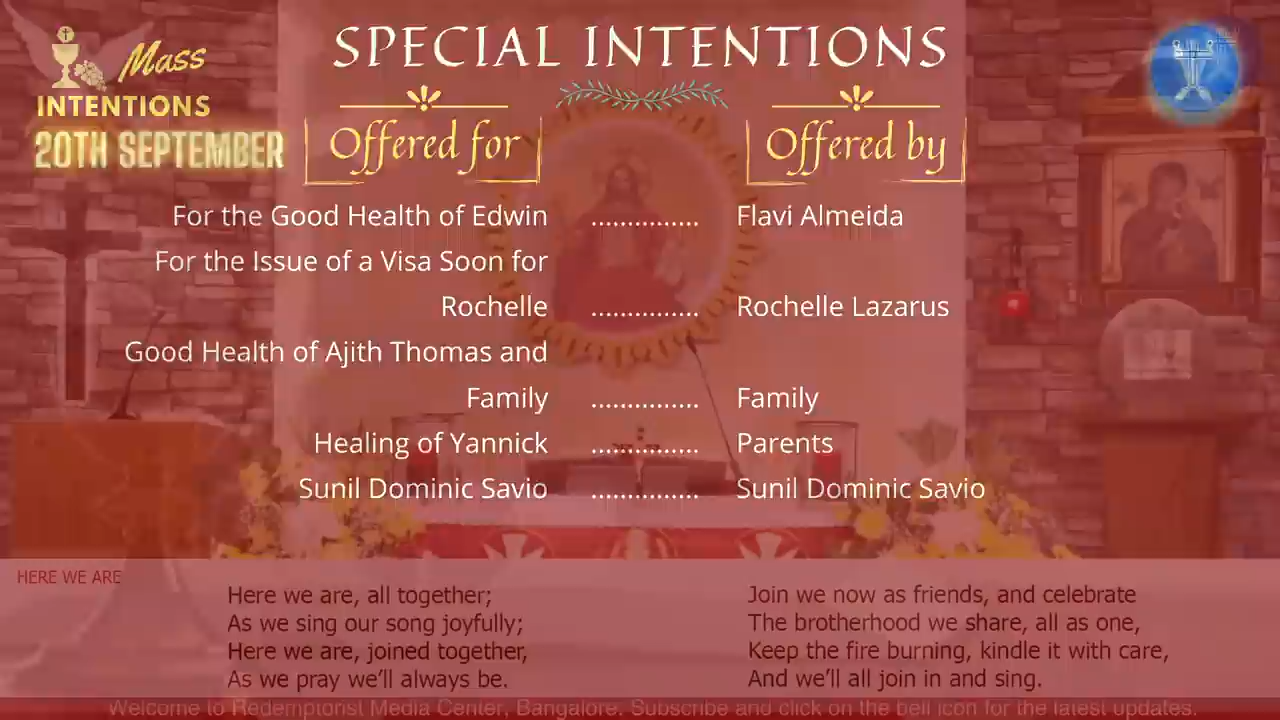 Mass
INTENTIONS
20TH SEPTEMBER
SPECIAL INTENTIONS
Offered for
Offered by
For the Good Health of Edwin ............... Flavi Almeida
For the Issue of a Visa Soon for
Rochelle ............... Rochelle Lazarus
Good Health of Ajith Thomas and
Family ............... Family
Healing of Yannick ............... Parents
Sunil Dominic Savio ............... Sunil Dominic Savio
HERE WE ARE
Here we are, all together;
As we sing our song joyfully;
Here we are, joined together,
As we pray we’ll always be.
Join we now as friends, and celebrate
The brotherhood we share, all as one,
Keep the fire burning, kindle it with care,
And we’ll all join in and sing.
Welcome to Redemptorist Media Center, Bangalore. Subscribe and click on the bell icon for the latest updates.